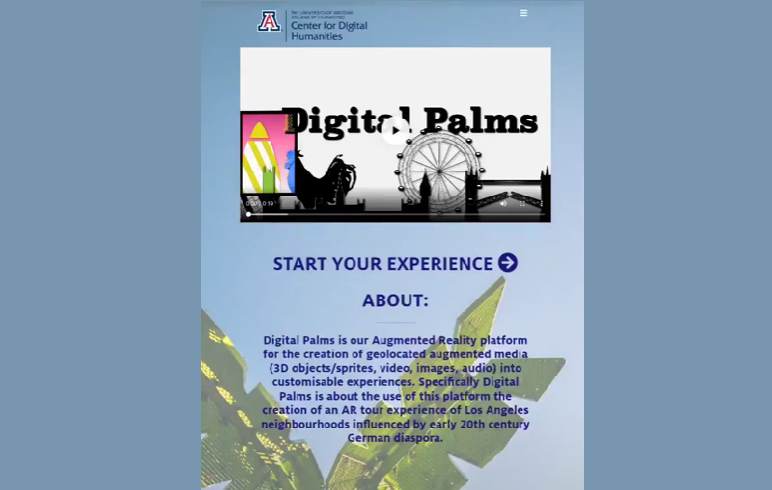 THE UNIVERSITY OF ARIZONA
COLLEGE OF HUMANITIES
Center for Digital
Humanities
Digital Palms
0:00 / 0:19
START YOUR EXPERIENCE
ABOUT:
Digital Palms is our Augmented Reality platform
for the creation of geolocated augmented media
(3D objects/sprites, video, images, audio) into
customisable experiences. Specifically Digital
Palms is about the use of this platform the
creation of an AR tour experience of Los Angeles
neighbourhoods influenced by early 20th century
German diaspora.